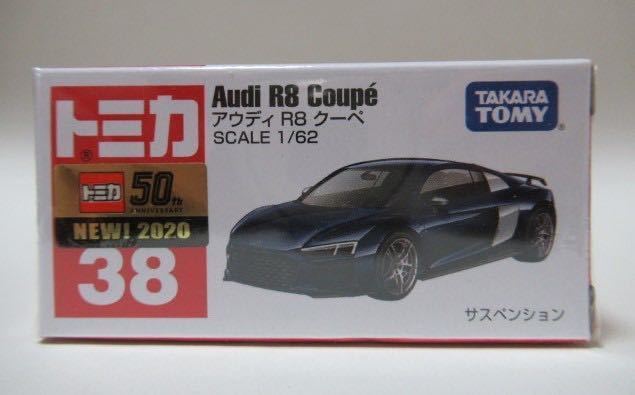 トミカ
®
トミカ 50th
ANNIVERSARY
NEW! 2020
38
Audi R8 Coupé
アウディ R8 クーペ
SCALE 1/62
TAKARA
TOMY
®
サスペンション